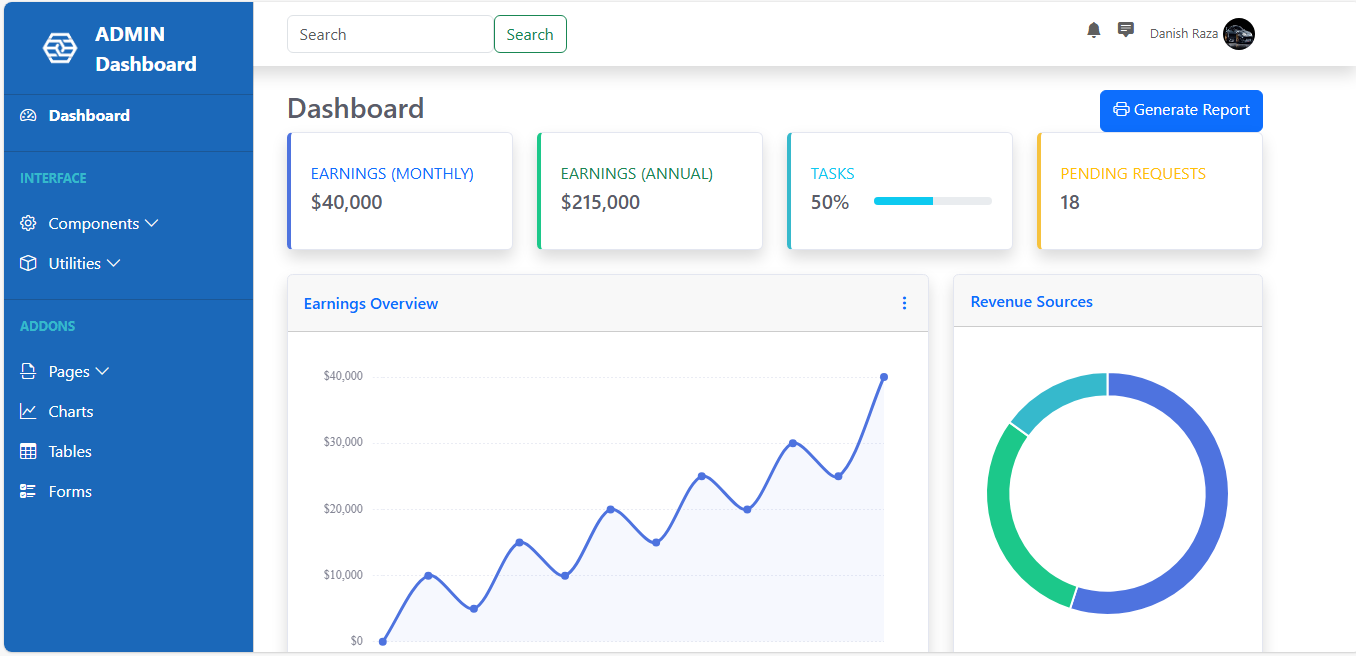 ADMIN
Dashboard
Dashboard
INTERFACE
Components
Utilities
ADDONS
Pages
Charts
Tables
Forms
Search
Search
Danish Raza
Dashboard
Generate Report
EARNINGS (MONTHLY)
$40,000
EARNINGS (ANNUAL)
$215,000
TASKS
50%
PENDING REQUESTS
18
Earnings Overview
$40,000
$30,000
$20,000
$10,000
$0
Revenue Sources